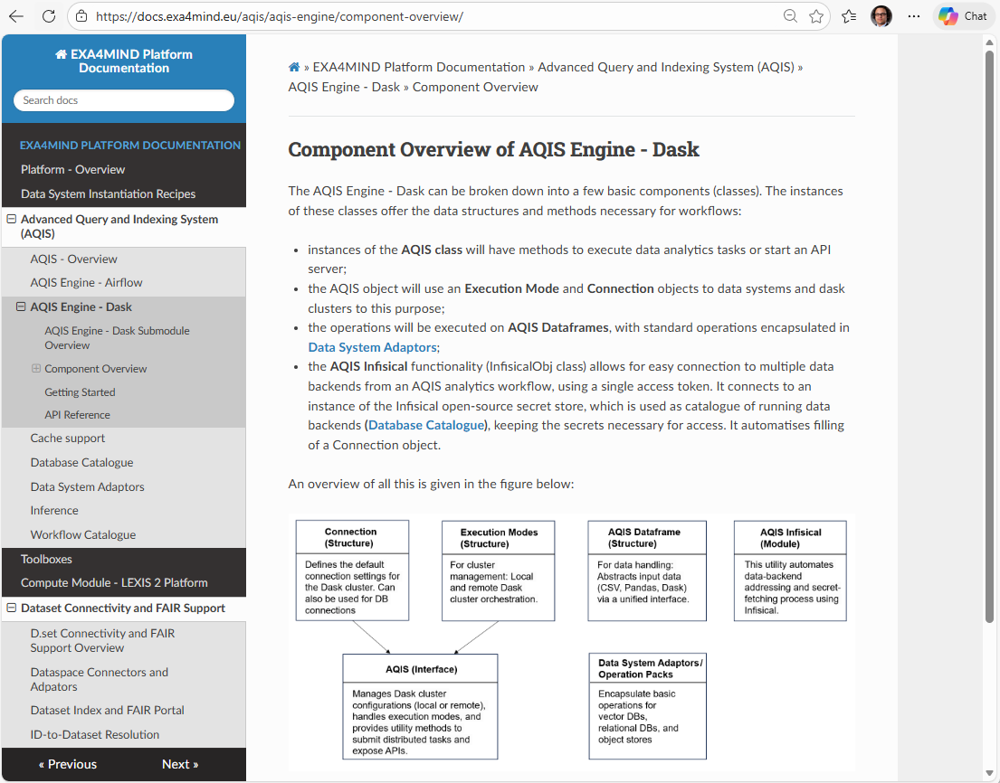 https://docs.exa4mind.eu/aqis/aqis-engine/component-overview/
Chat
EXA4MIND Platform
Documentation
Search docs
EXA4MIND PLATFORM DOCUMENTATION
Platform - Overview
Data System Instantiation Recipes
Advanced Query and Indexing System
(AQIS)
AQIS - Overview
AQIS Engine - Airflow
AQIS Engine - Dask
AQIS Engine - Dask Submodule
Overview
Component Overview
Getting Started
API Reference
Cache support
Database Catalogue
Data System Adaptors
Inference
Workflow Catalogue
Toolboxes
Compute Module - LEXIS 2 Platform
Dataset Connectivity and FAIR Support
D.set Connectivity and FAIR
Support Overview
Dataspace Connectors and
Adpators
Dataset Index and FAIR Portal
ID-to-Dataset Resolution
« Previous
Next »
» EXA4MIND Platform Documentation » Advanced Query and Indexing System (AQIS) »
AQIS Engine - Dask » Component Overview
Component Overview of AQIS Engine - Dask
The AQIS Engine - Dask can be broken down into a few basic components (classes). The instances
of these classes offer the data structures and methods necessary for workflows:
• instances of the AQIS class will have methods to execute data analytics tasks or start an API
server;
• the AQIS object will use an Execution Mode and Connection objects to data systems and dask
clusters to this purpose;
• the operations will be executed on AQIS Dataframes, with standard operations encapsulated in
Data System Adaptors;
• the AQIS Infisical functionality (InfisicalObj class) allows for easy connection to multiple data
backends from an AQIS analytics workflow, using a single access token. It connects to an
instance of the Infisical open-source secret store, which is used as catalogue of running data
backends (Database Catalogue), keeping the secrets necessary for access. It automatises filling
of a Connection object.
An overview of all this is given in the figure below:
Connection
(Structure)
Defines the default
connection settings for
the Dask cluster. Can
also be used for DB
connections
Execution Modes
(Structure)
For cluster
management: Local
and remote Dask
cluster orchestration.
AQIS Dataframe
(Structure)
For data handling:
Abstracts input data
(CSV, Pandas, Dask)
via a unified interface.
AQIS Infisical
(Module)
This utility automates
data-backend
addressing and secret-
fetching process using
Infisical.
AQIS (Interface)
Manages Dask cluster
configurations (local or remote),
handles execution modes, and
provides utility methods to
submit distributed tasks and
expose APIs.
Data System Adaptors/
Operation Packs
Encapsulate basic
operations for
vector DBs,
relational DBs, and
object stores